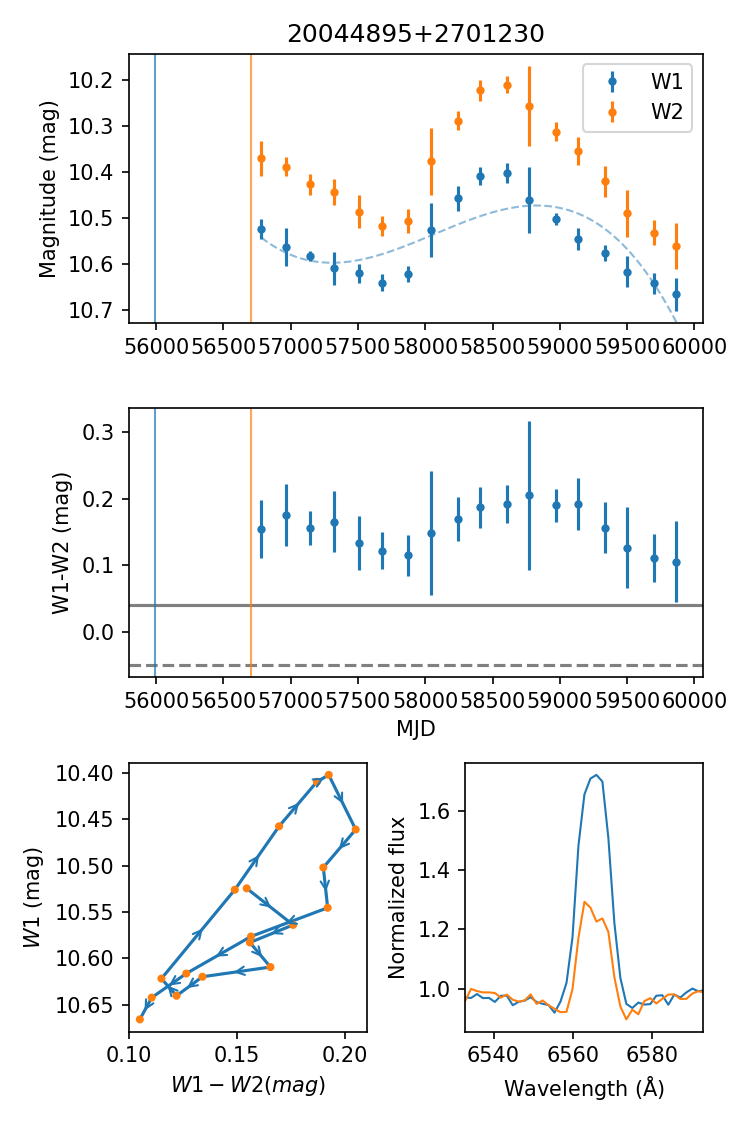 20044895+2701230
W1
W2
Magnitude (mag)
10.2
10.3
10.4
10.5
10.6
10.7
56000 56500 57000 57500 58000 58500 59000 59500 60000
W1-W2 (mag)
0.3
0.2
0.1
0.0
56000 56500 57000 57500 58000 58500 59000 59500 60000
MJD
W1 (mag)
10.40
10.45
10.50
10.55
10.60
10.65
0.10 0.15 0.20
W1 − W2(mag)
Normalized flux
1.6
1.4
1.2
1.0
6540 6560 6580
Wavelength (Å)